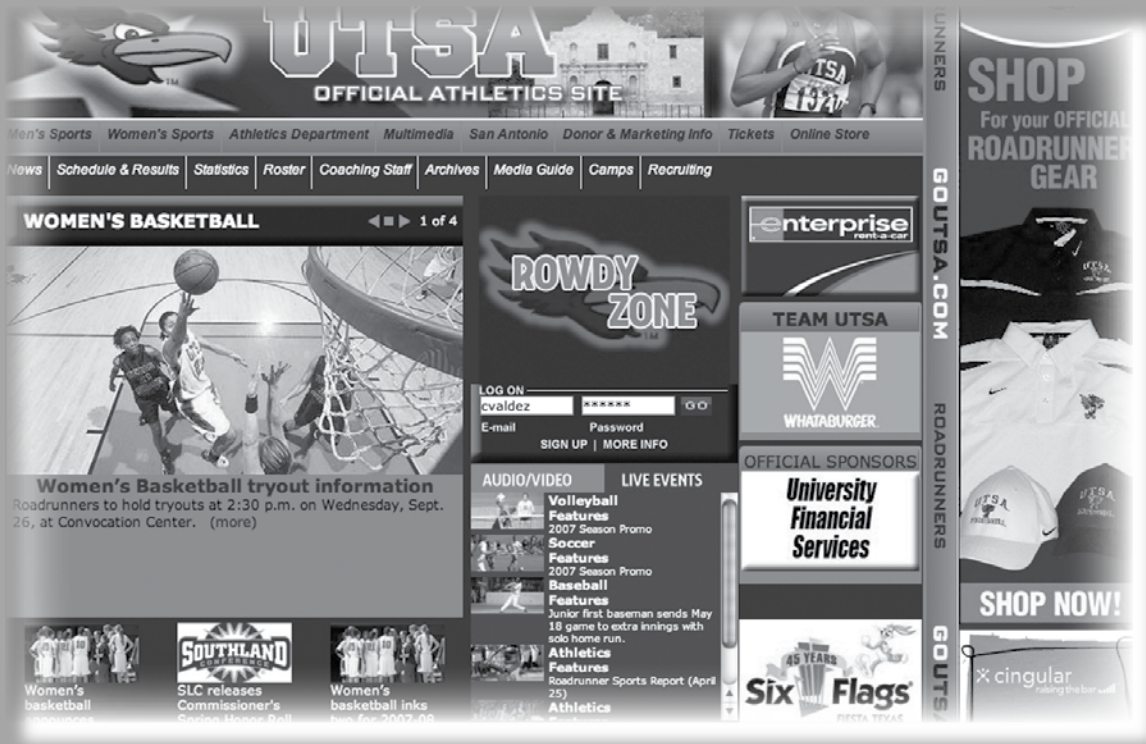 UTSA
TM
OFFICIAL ATHLETICS SITE
UTSA
Men's Sports Women's Sports Athletics Department Multimedia San Antonio Donor & Marketing Info Tickets Online Store
News Schedule & Results Statistics Roster Coaching Staff Archives Media Guide Camps Recruiting
WOMEN'S BASKETBALL 1 of 4
Women's Basketball tryout information
Roadrunners to hold tryouts at 2:30 p.m. on Wednesday, Sept.
26, at Convocation Center. (more)
Women's
basketball
announces
SOUTHLAND
CONFERENCE
SLC releases
Commissioner's
Spring Honor Roll
Women's
basketball inks
two for 2007-08
ROWDY
ZONE
TM
LOG ON
cvaldez ****** GO
E-mail Password
SIGN UP | MORE INFO
AUDIO/VIDEO LIVE EVENTS
Volleyball
Features
2007 Season Promo
Soccer
Features
2007 Season Promo
Baseball
Features
Junior first baseman sends May
18 game to extra innings with
solo home run.
Athletics
Features
Roadrunner Sports Report (April
25)
Athletics
enterprise
rent-a-car
TEAM UTSA
WHATABURGER
OFFICIAL SPONSORS
University
Financial
Services
45 YEARS
Six Flags
FIESTA TEXAS
GOUTSA.COM
ROADRUNNERS
SHOP
For your OFFICIAL
ROADRUNNER
GEAR
UTSA
UTSA
SHOP NOW!
cingular
raising the bar